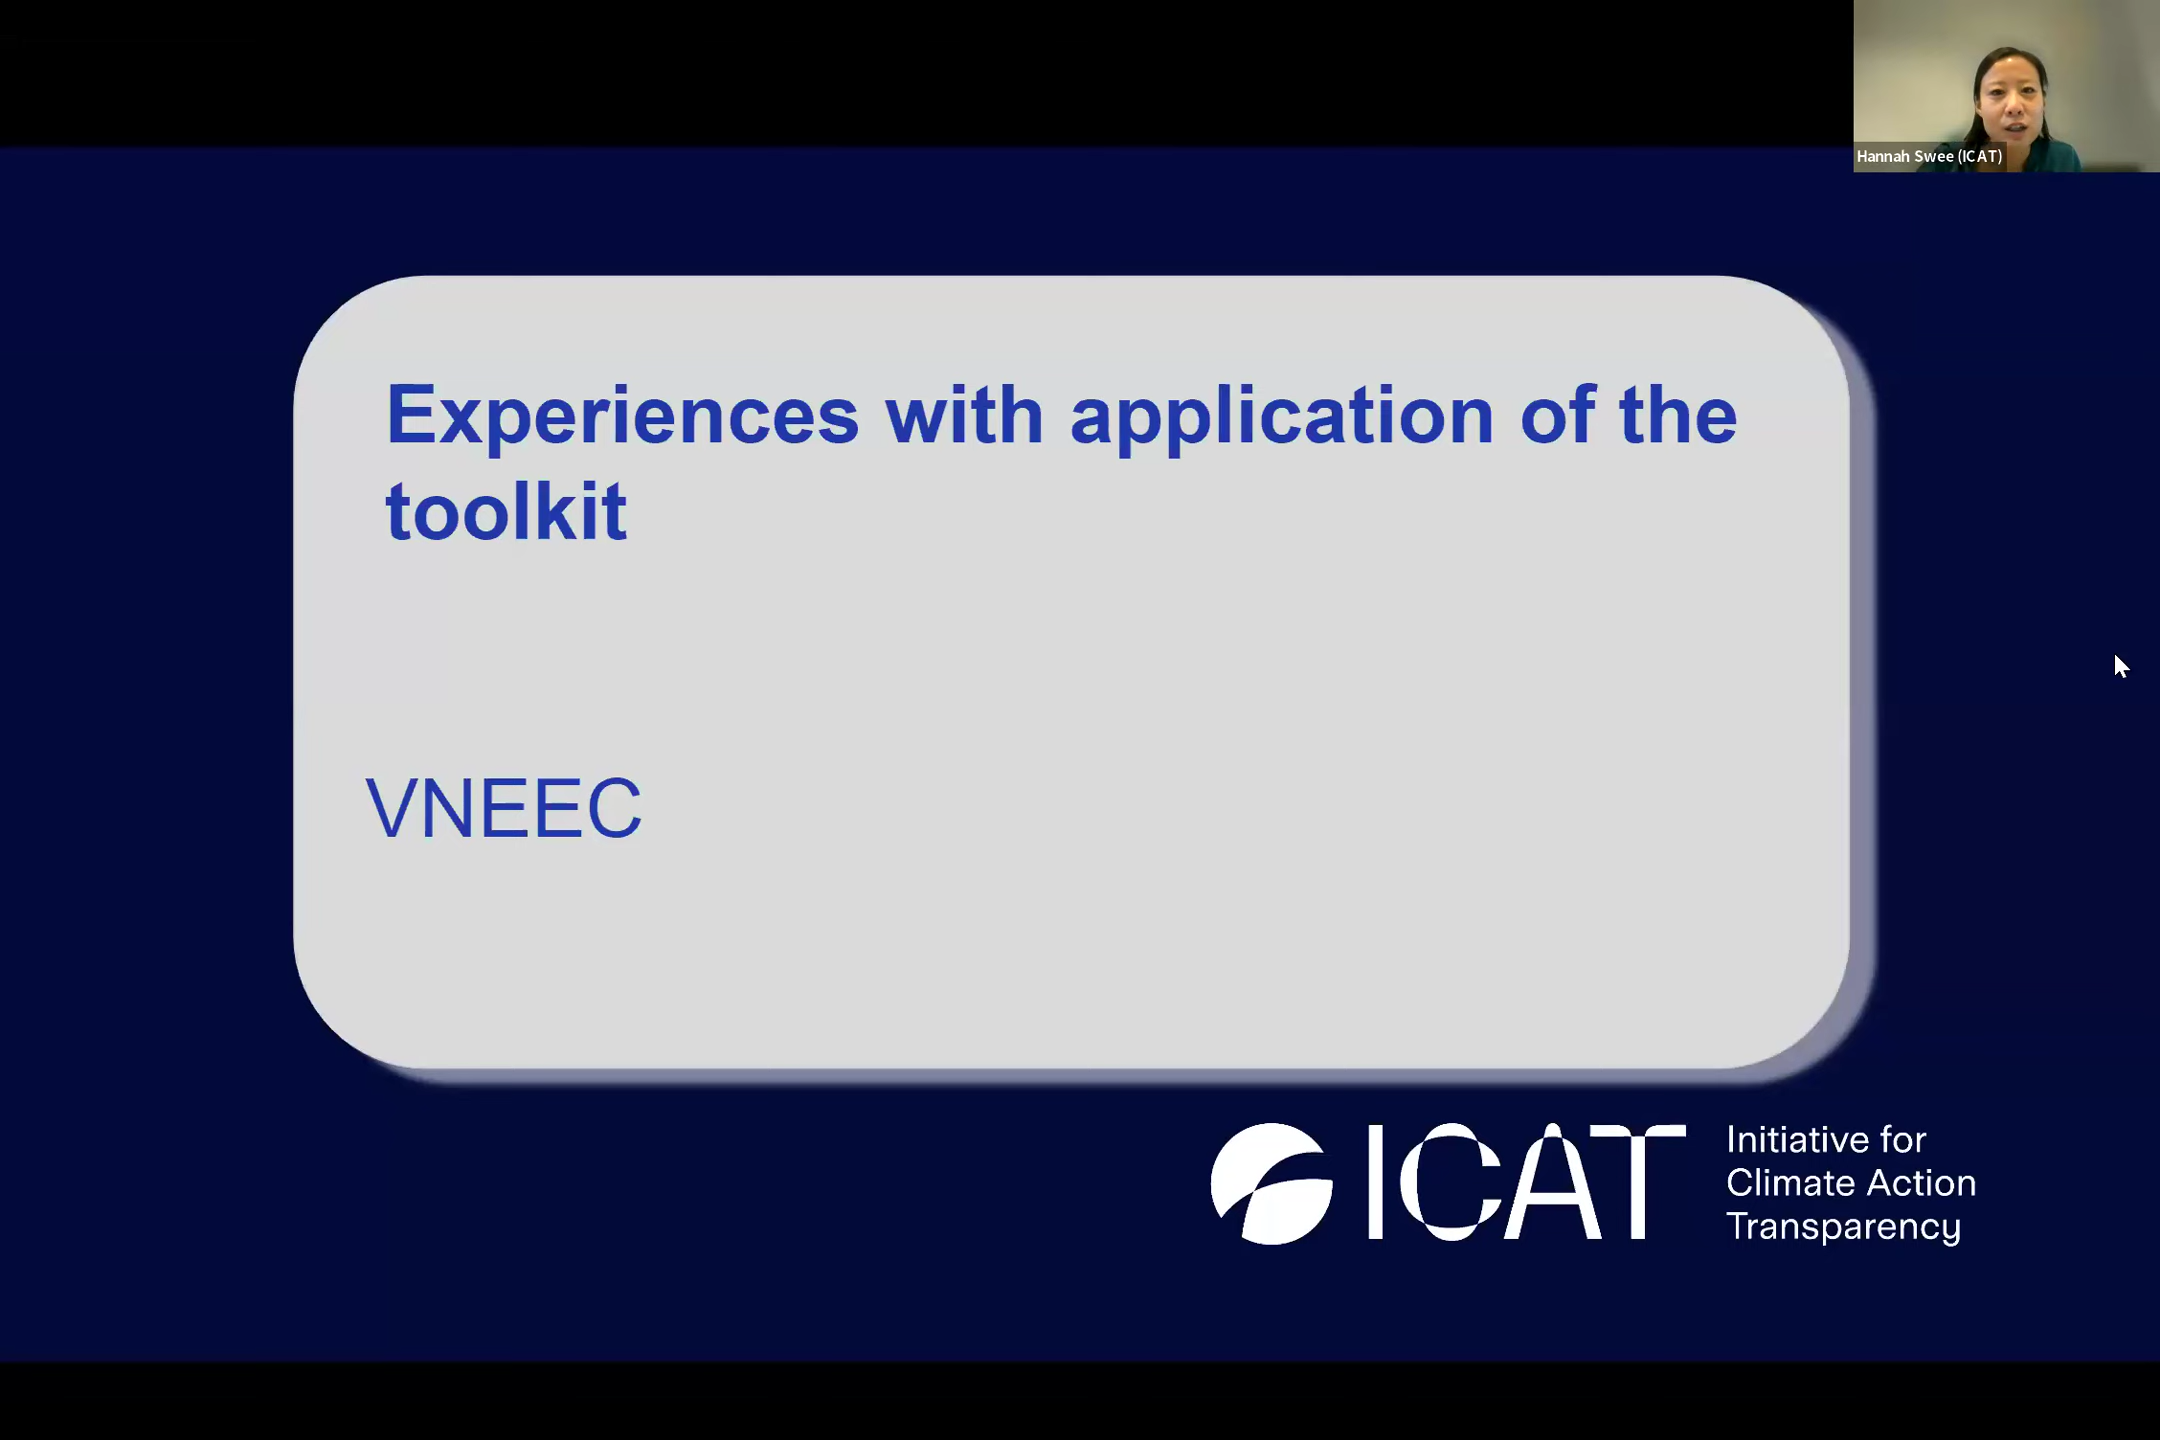 Hannah Swee (ICAT)
Experiences with application of the
toolkit
VNEEC
ICAT
Initiative for
Climate Action
Transparency